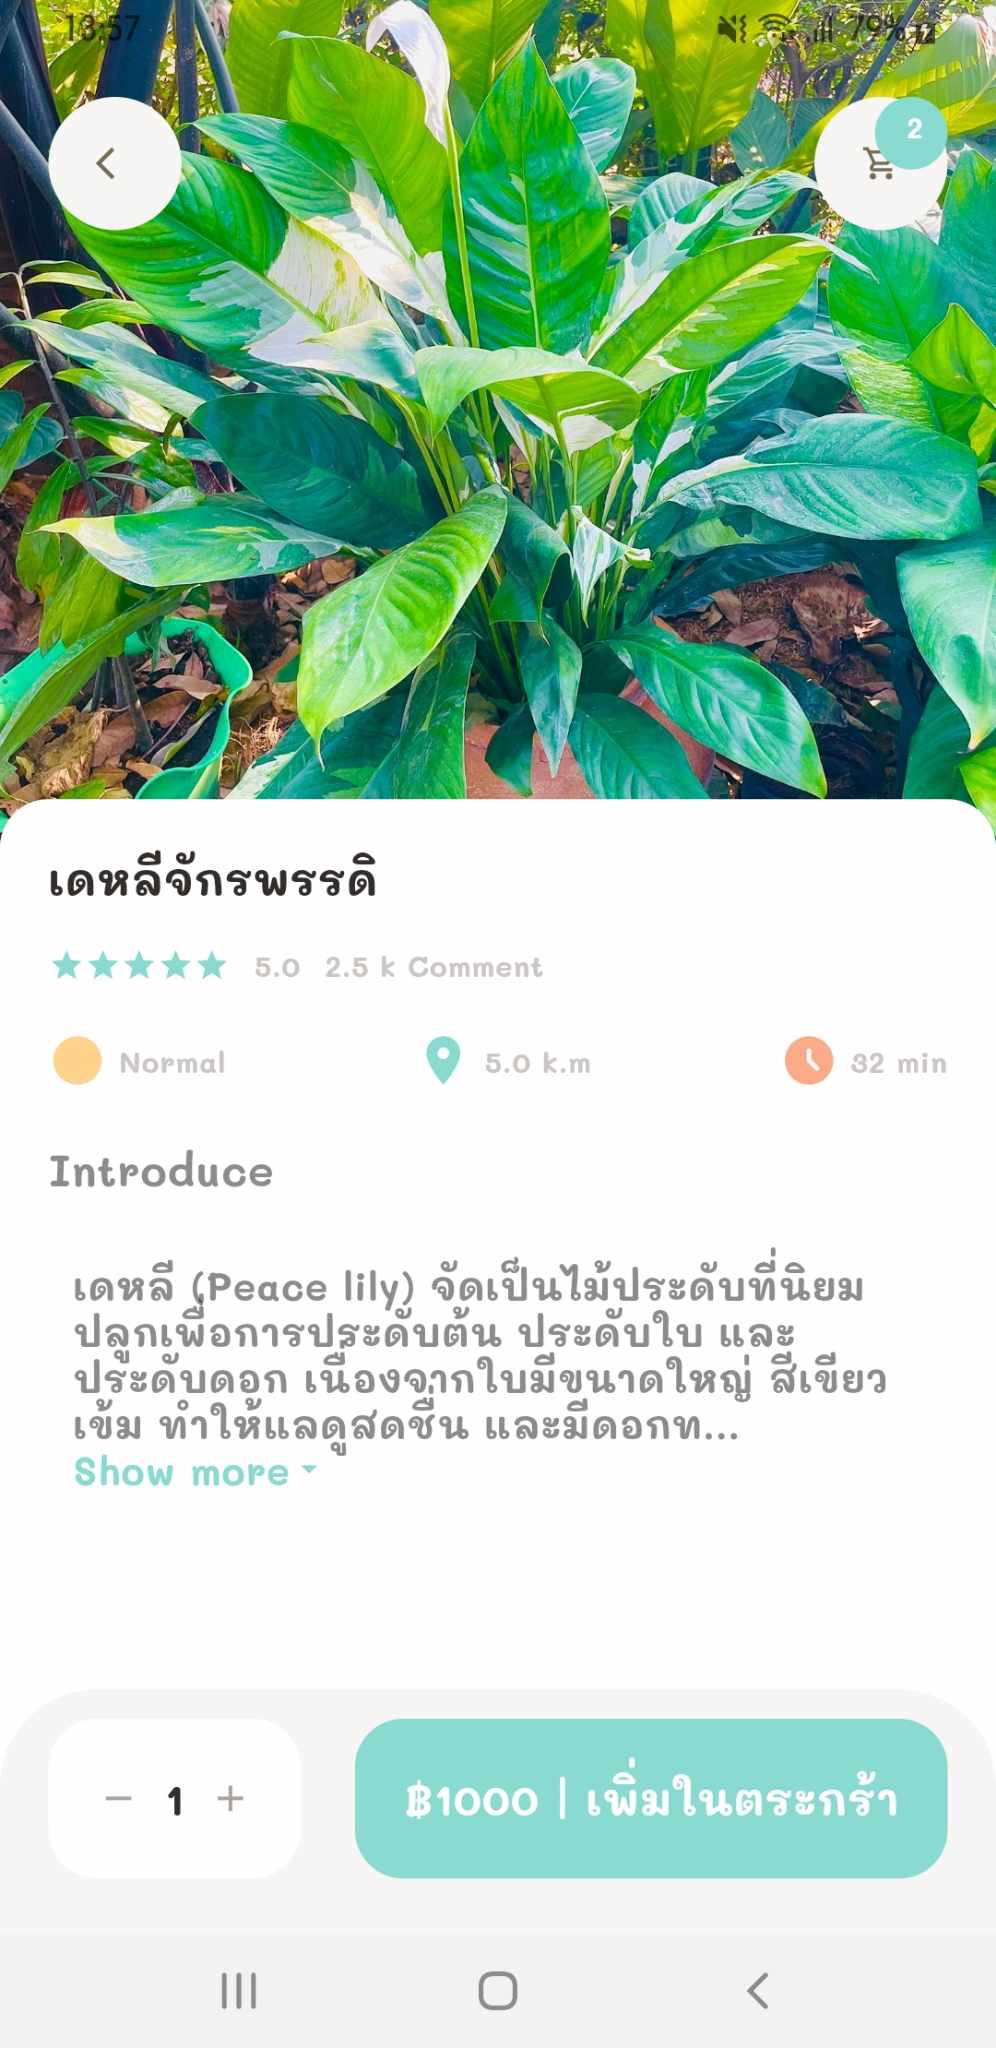 13:57
79%
2
เดหลีจักรพรรดิ
5.0 2.5 k Comment
Normal
5.0 k.m
32 min
Introduce
เดหลี (Peace lily) จัดเป็นไม้ประดับที่นิยม
ปลูกเพื่อการประดับต้น ประดับใบ และ
ประดับดอก เนื่องจากใบมีขนาดใหญ่ สีเขียว
เข้ม ทำให้แลดูสดชื่น และมีดอกท...
Show more
1
฿1000 | เพิ่มในตระกร้า